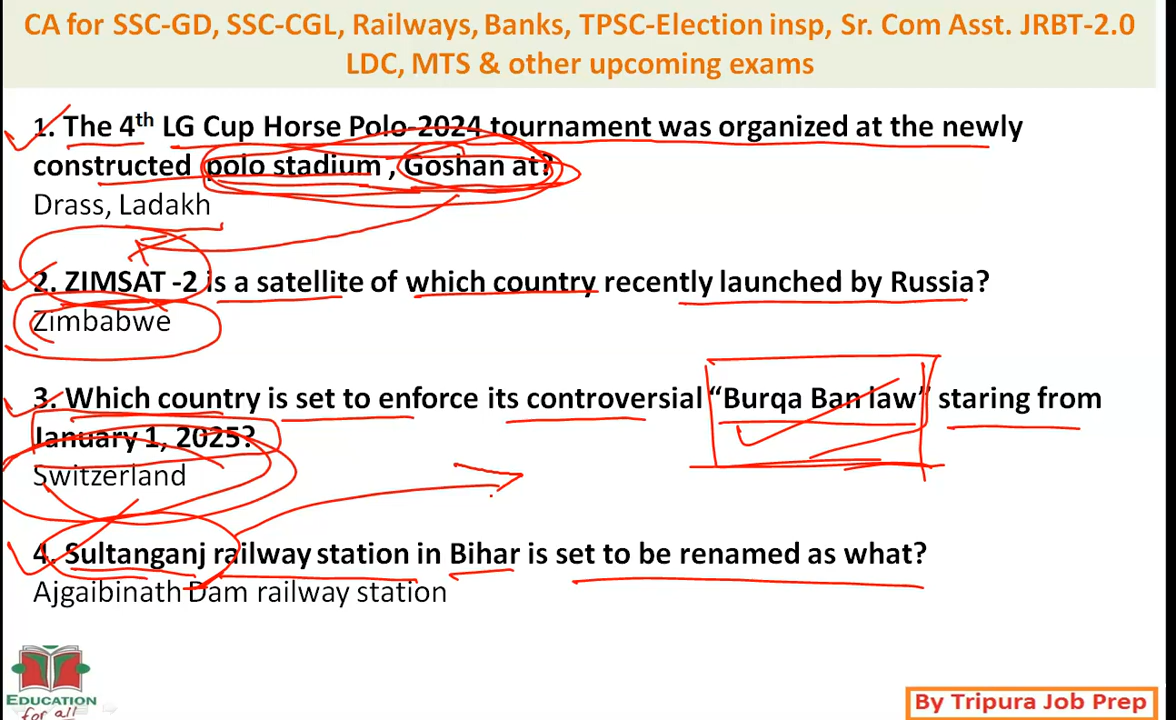 CA for SSC-GD, SSC-CGL, Railways, Banks, TPSC-Election insp, Sr. Com Asst. JRBT-2.0
LDC, MTS & other upcoming exams
1. The 4th LG Cup Horse Polo-2024 tournament was organized at the newly
constructed polo stadium , Goshan at?
Drass, Ladakh
2. ZIMSAT -2 is a satellite of which country recently launched by Russia?
Zimbabwe
3. Which country is set to enforce its controversial “Burqa Ban law” staring from
January 1, 2025?
Switzerland
4. Sultanganj railway station in Bihar is set to be renamed as what?
Ajgaibinath Dam railway station
EDUCATION
for all
By Tripura Job Prep